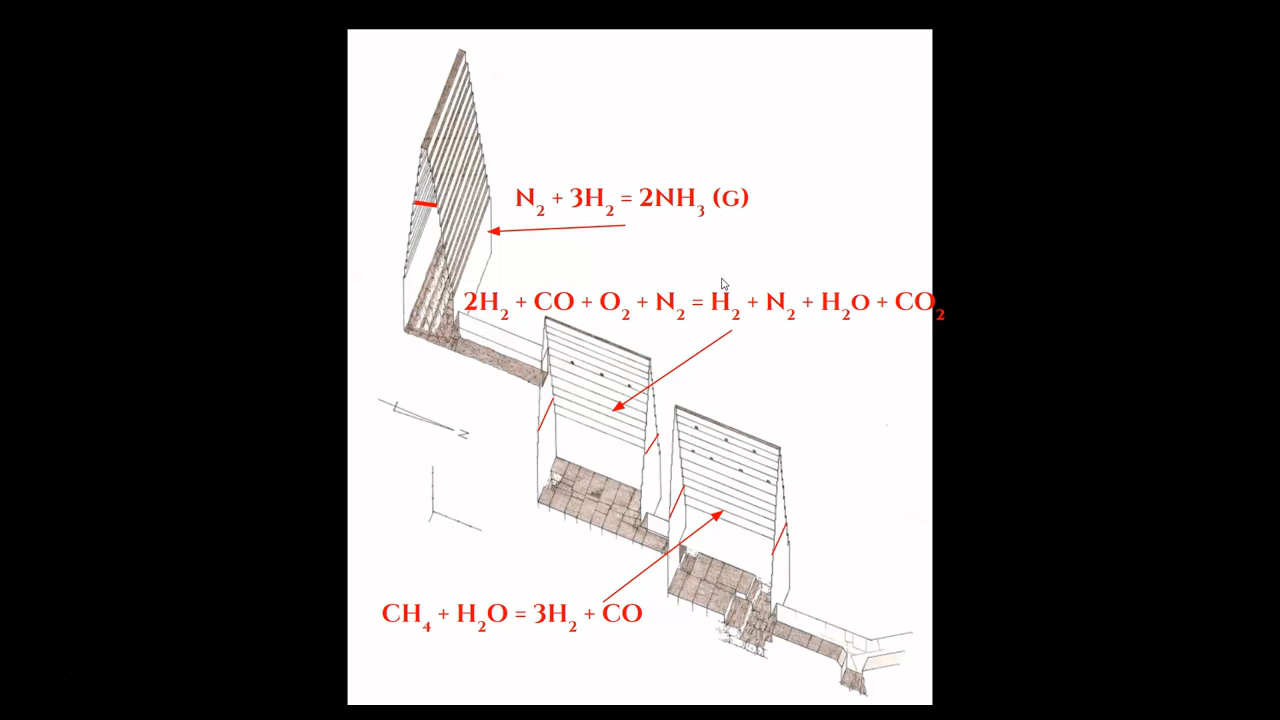 N₂ + 3H₂ = 2NH₃ (G)
2H₂ + CO + O₂ + N₂ = H₂ + N₂ + H₂O + CO₂
N
CH₄ + H₂O = 3H₂ + CO